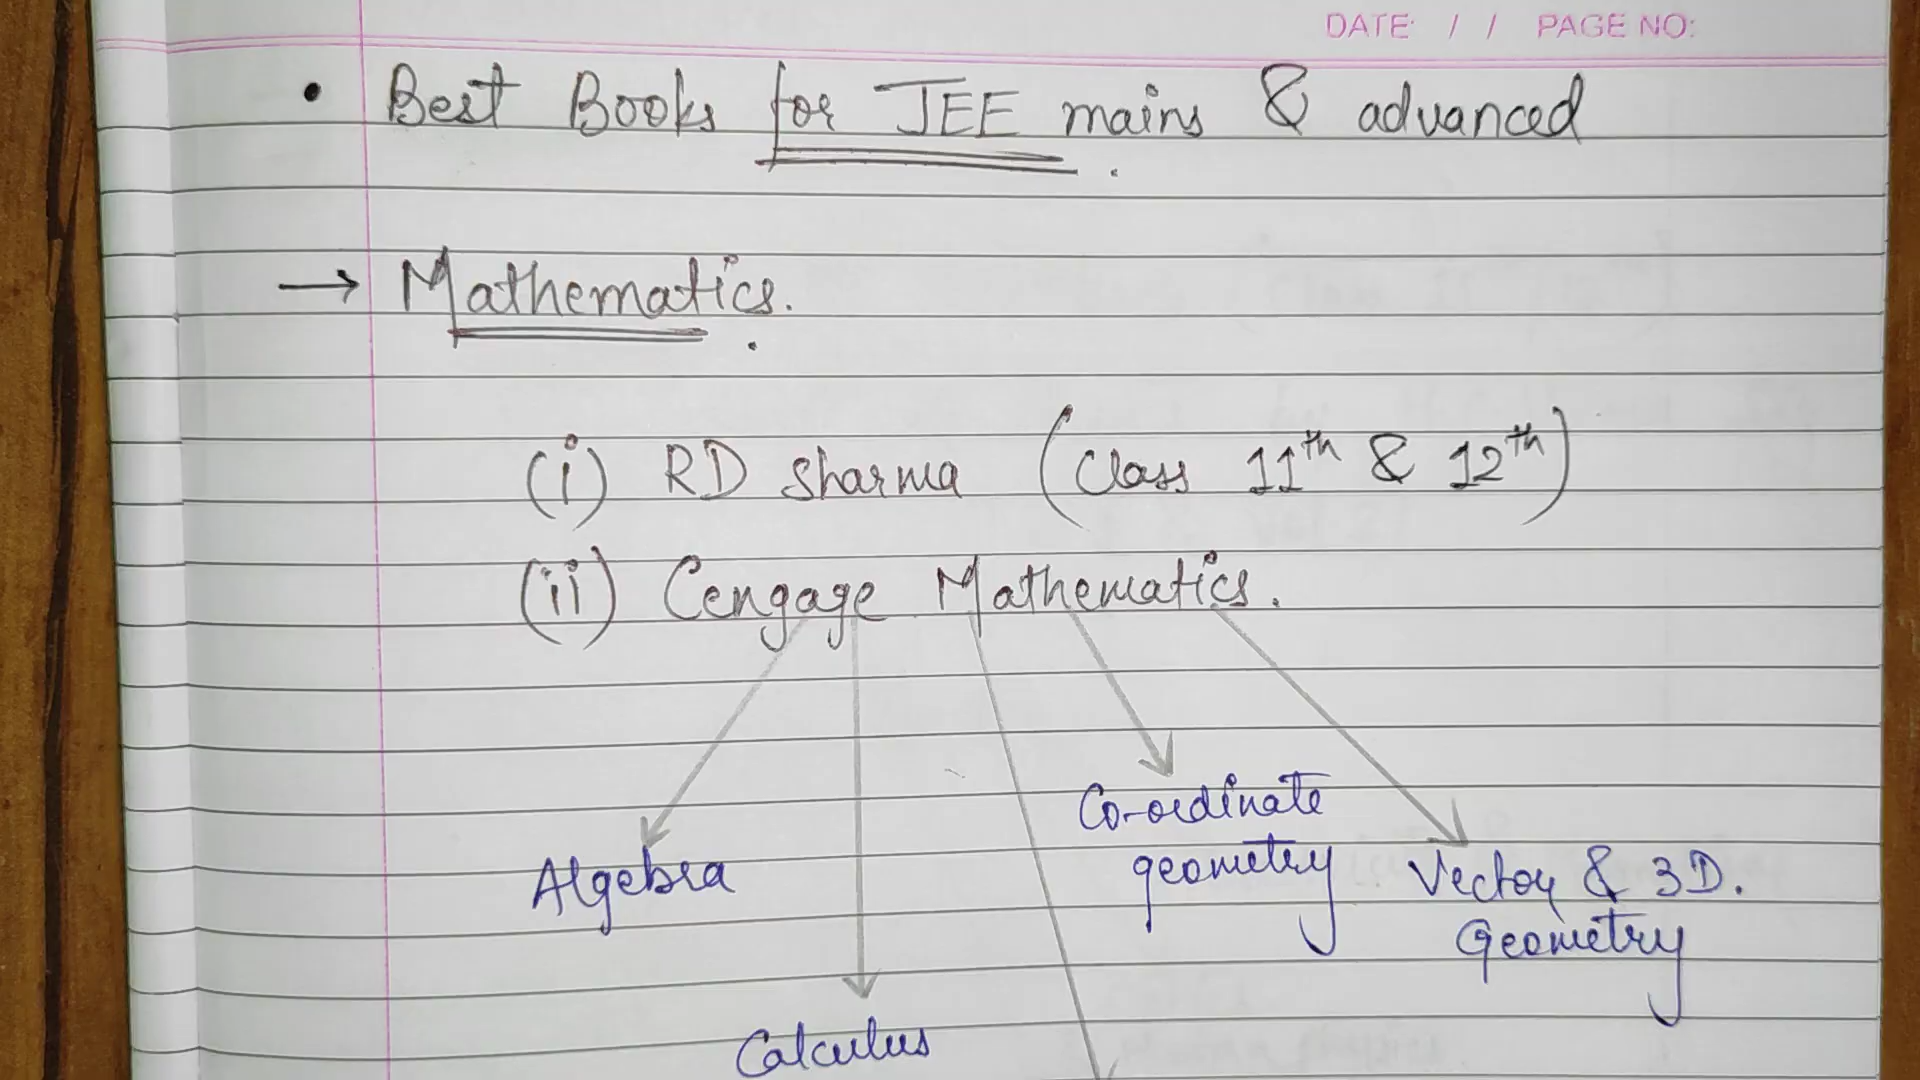 DATE: / / PAGE NO:
• Best Books for JEE mains & advanced
→ Mathematics.
(i) RD Sharma (Class 11th & 12th)
(ii) Cengage Mathematics.
Algebra
Calculus
Co-ordinate
geometry
Vector & 3D.
Geometry